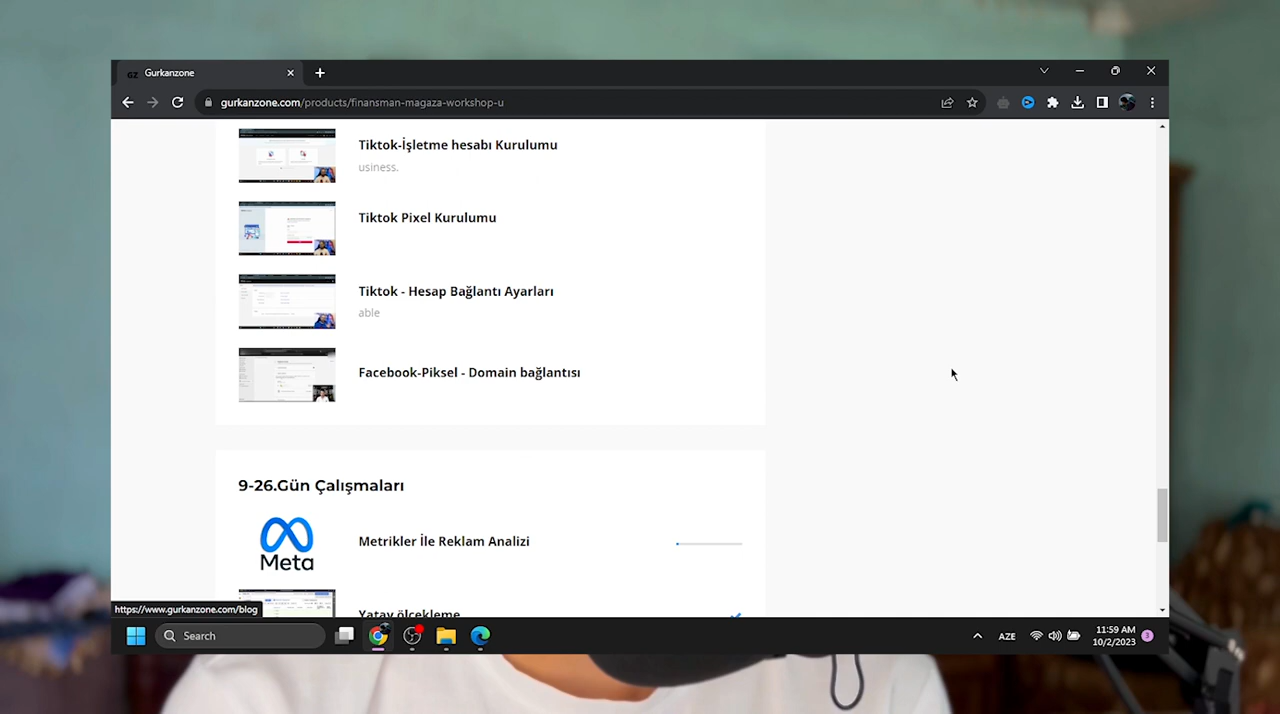 GZ Gurkanzone
gurkanzone.com/products/finansman-magaza-workshop-u
Tiktok-İşletme hesabı Kurulumu
usiness.
Tiktok Pixel Kurulumu
Tiktok - Hesap Bağlantı Ayarları
able
Facebook-Piksel - Domain bağlantısı
9-26.Gün Çalışmaları
Meta
Metrikler İle Reklam Analizi
Yatay ölçekleme
https://www.gurkanzone.com/blog
Search
AZE
11:59 AM
10/2/2023
3